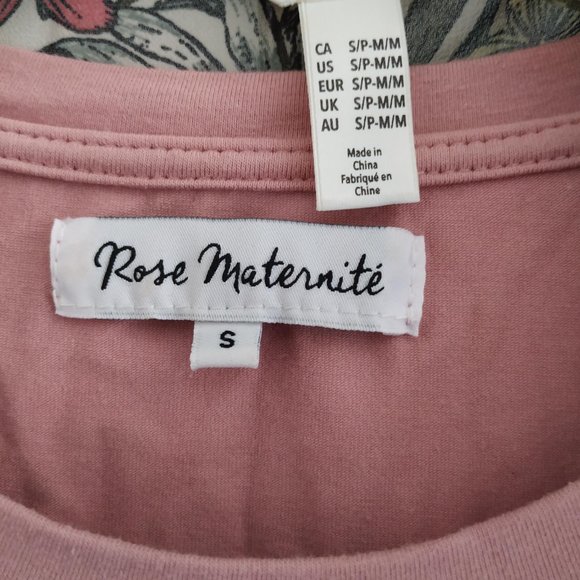 CA S/P-M/M
US S/P-M/M
EUR S/P-M/M
UK S/P-M/M
AU S/P-M/M
Made in
China
Fabriqué en
Chine
Rose Maternité
S